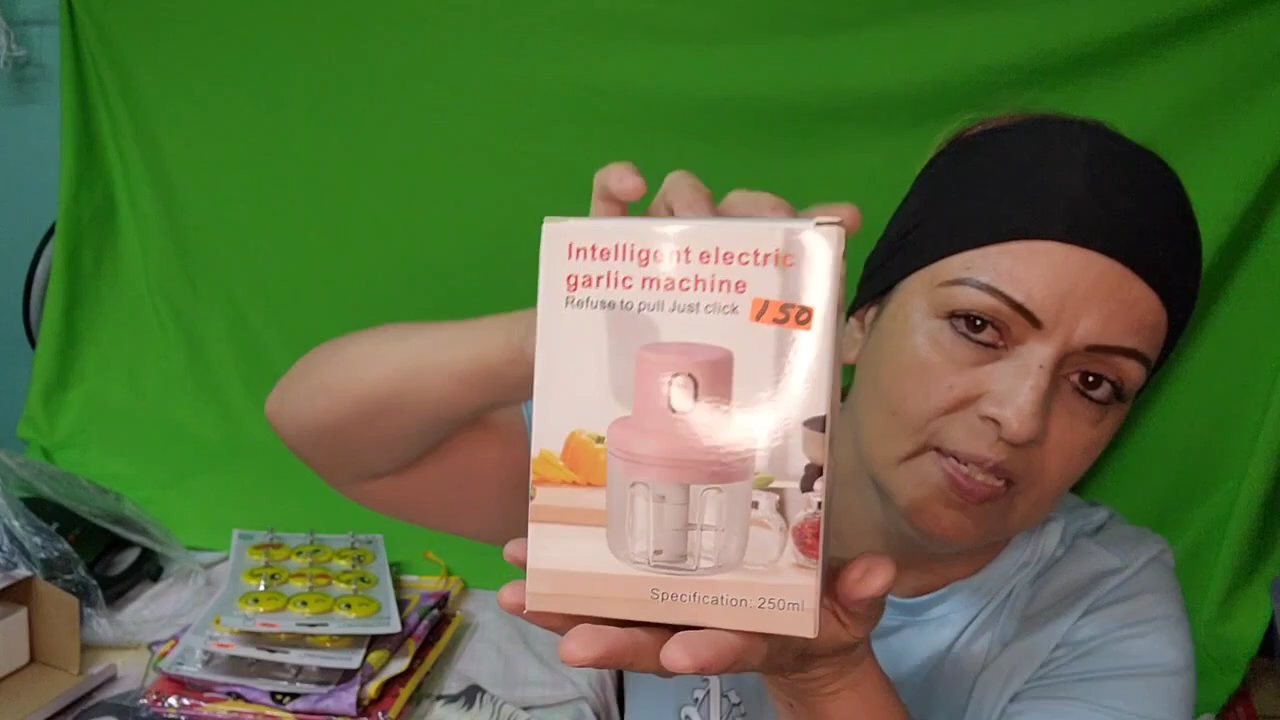 Intelligent electric
garlic machine
Refuse to pull Just click
150
Specification: 250ml